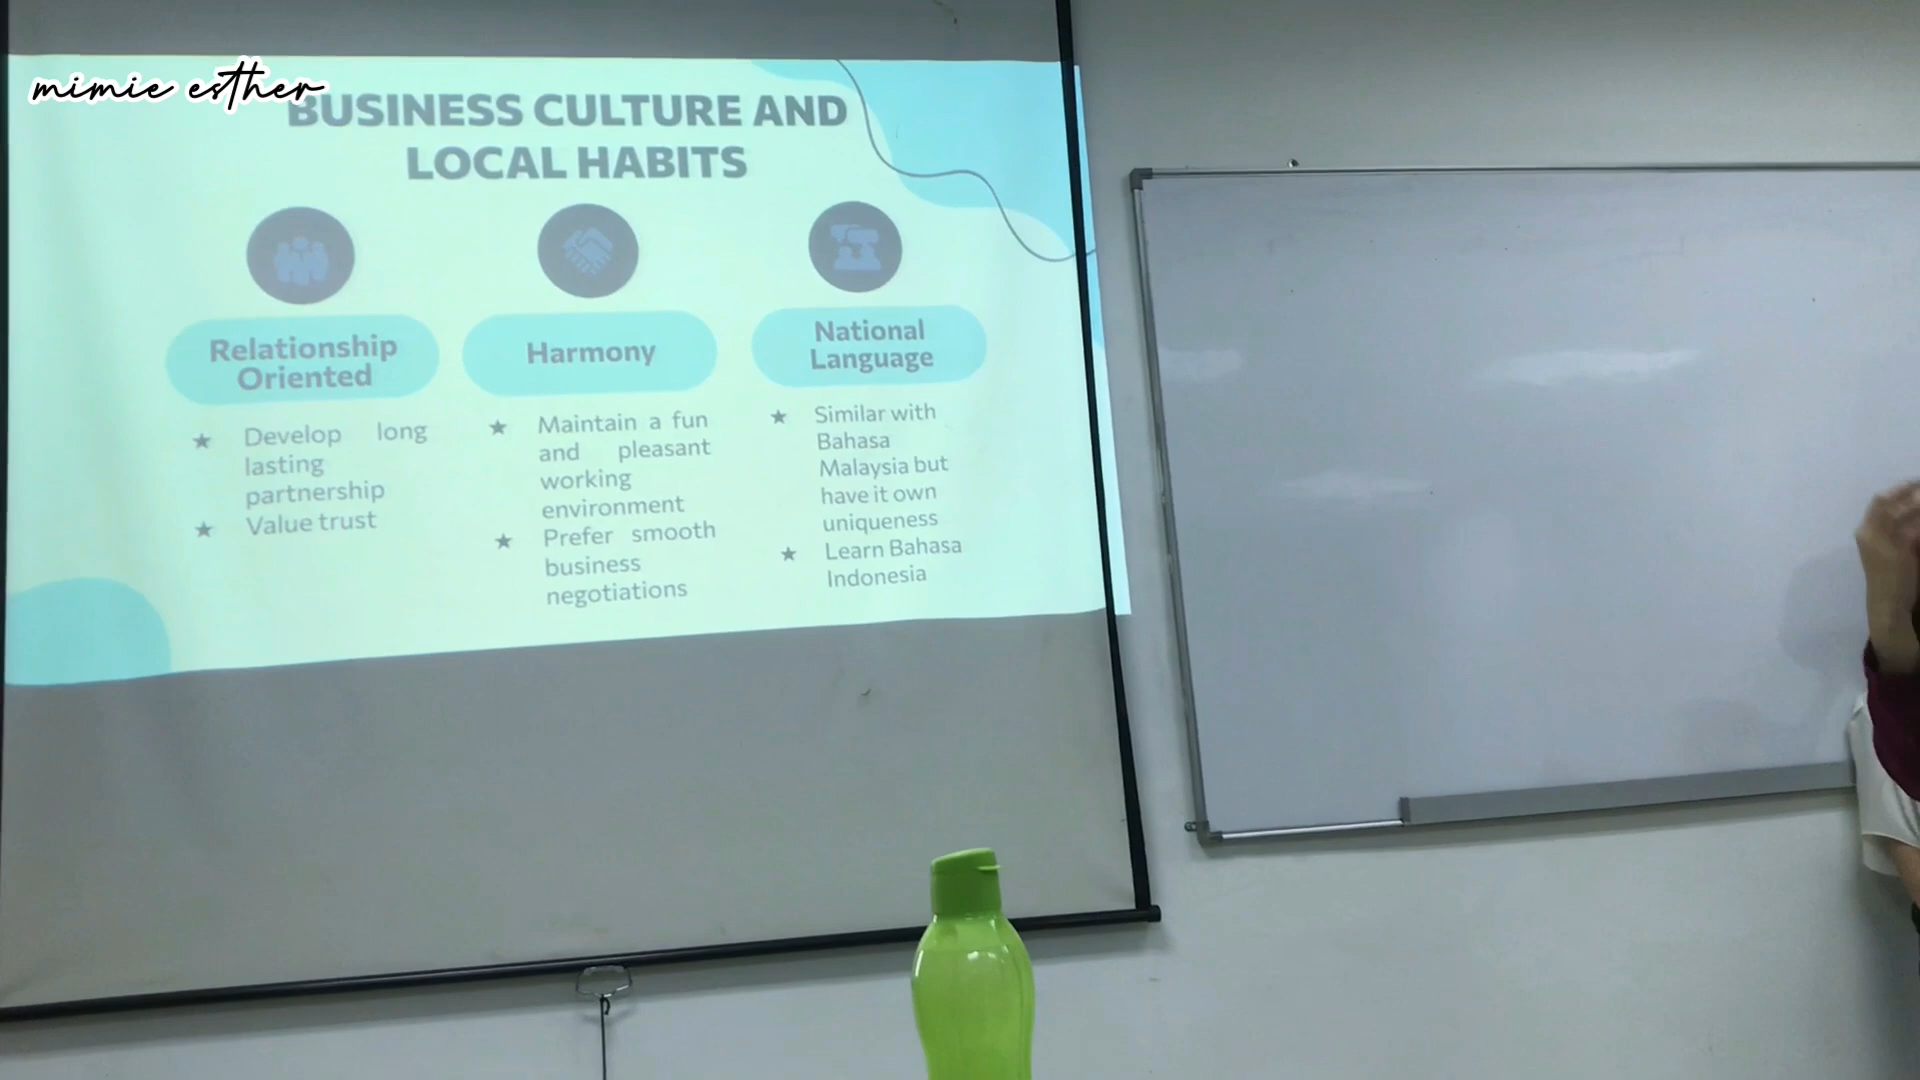 mimie esther
BUSINESS CULTURE AND
LOCAL HABITS
Relationship
Oriented
★ Develop long
lasting
partnership
★ Value trust
Harmony
★ Maintain a fun
and pleasant
working
environment
★ Prefer smooth
business
negotiations
National
Language
★ Similar with
Bahasa
Malaysia but
have it own
uniqueness
★ Learn Bahasa
Indonesia